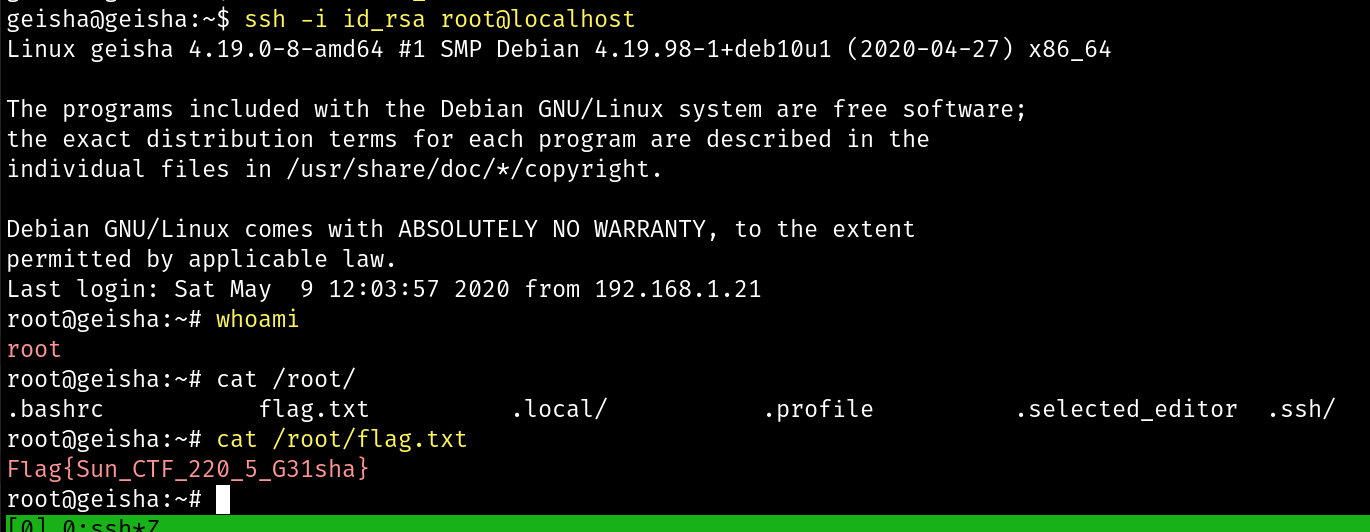 geisha@geisha:~$ ssh -i id_rsa root@localhost
Linux geisha 4.19.0-8-amd64 #1 SMP Debian 4.19.98-1+deb10u1 (2020-04-27) x86_64
The programs included with the Debian GNU/Linux system are free software;
the exact distribution terms for each program are described in the
individual files in /usr/share/doc/*/copyright.
Debian GNU/Linux comes with ABSOLUTELY NO WARRANTY, to the extent
permitted by applicable law.
Last login: Sat May  9 12:03:57 2020 from 192.168.1.21
root@geisha:~# whoami
root
root@geisha:~# cat /root/
.bashrc           flag.txt          .local/           .profile          .selected_editor  .ssh/
root@geisha:~# cat /root/flag.txt
Flag{Sun_CTF_220_5_G31sha}
root@geisha:~#
[0] 0:ssh*Z